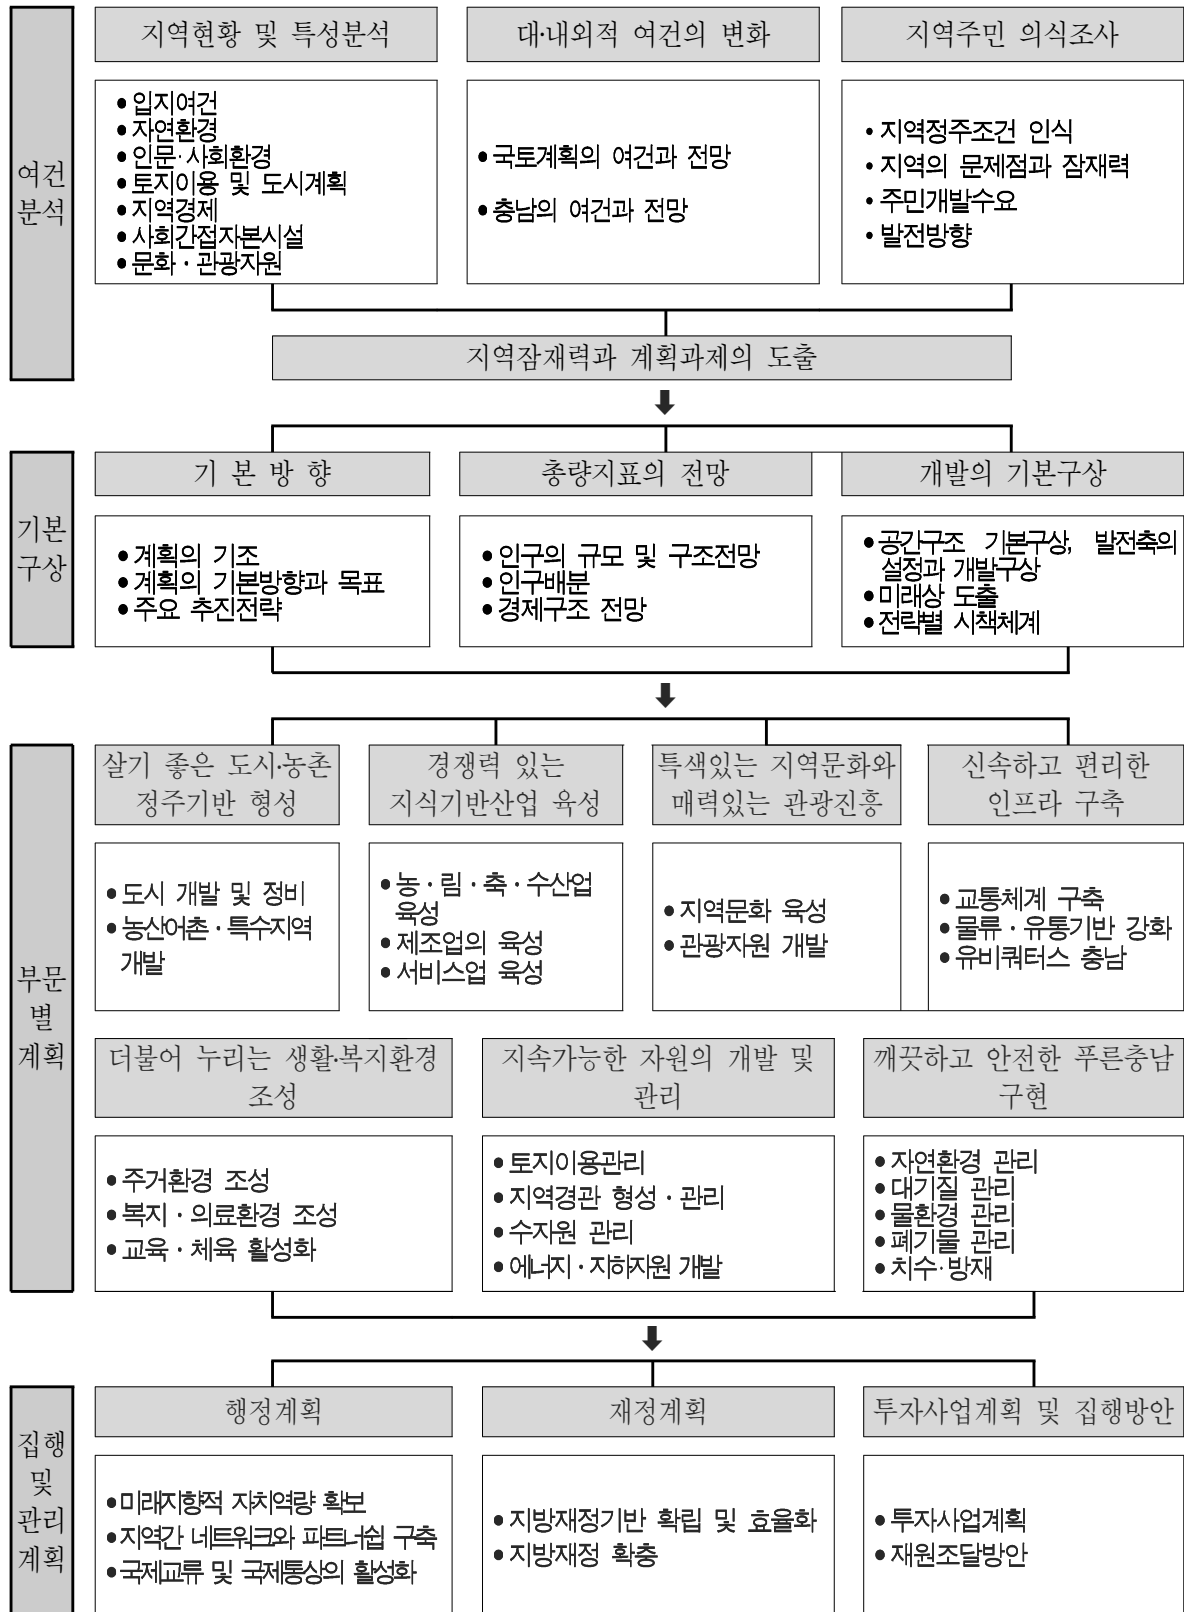 여건
분석
지역현황 및 특성분석
• 입지여건
• 자연환경
• 인문·사회환경
• 토지이용 및 도시계획
• 지역경제
• 사회간접자본시설
• 문화·관광자원
대·내외적 여건의 변화
• 국토계획의 여건과 전망
• 충남의 여건과 전망
지역주민 의식조사
• 지역정주조건 인식
• 지역의 문제점과 잠재력
• 주민개발수요
• 발전방향
지역잠재력과 계획과제의 도출
기본
구상
기 본 방 향
• 계획의 기조
• 계획의 기본방향과 목표
• 주요 추진전략
총량지표의 전망
• 인구의 규모 및 구조전망
• 인구배분
• 경제구조 전망
개발의 기본구상
• 공간구조 기본구상, 발전축의
설정과 개발구상
• 미래상 도출
• 전략별 시책체계
부문
별
계획
살기 좋은 도시·농촌
정주기반 형성
• 도시 개발 및 정비
• 농산어촌·특수지역
개발
경쟁력 있는
지식기반산업 육성
• 농·림·축·수산업
육성
• 제조업의 육성
• 서비스업 육성
특색있는 지역문화와
매력있는 관광진흥
• 지역문화 육성
• 관광자원 개발
신속하고 편리한
인프라 구축
• 교통체계 구축
• 물류·유통기반 강화
• 유비쿼터스 충남
더불어 누리는 생활·복지환경
조성
• 주거환경 조성
• 복지·의료환경 조성
• 교육·체육 활성화
지속가능한 자원의 개발 및
관리
• 토지이용관리
• 지역경관 형성·관리
• 수자원 관리
• 에너지·지하자원 개발
깨끗하고 안전한 푸른충남
구현
• 자연환경 관리
• 대기질 관리
• 물환경 관리
• 폐기물 관리
• 치수·방재
집행
및
관리
계획
행정계획
• 미래지향적 자치역량 확보
• 지역간 네트워크와 파트너쉽 구축
• 국제교류 및 국제통상의 활성화
재정계획
• 지방재정기반 확립 및 효율화
• 지방재정 확충
투자사업계획 및 집행방안
• 투자사업계획
• 재원조달방안